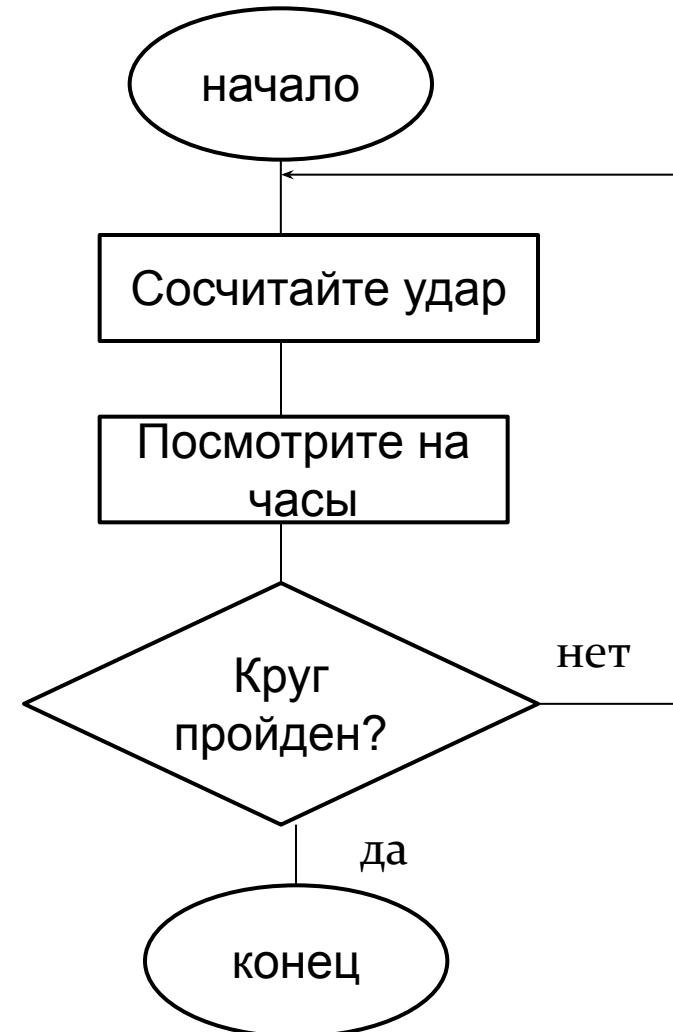 начало
Сосчитайте удар
Посмотрите на
часы
Круг
пройден?
нет
да
конец